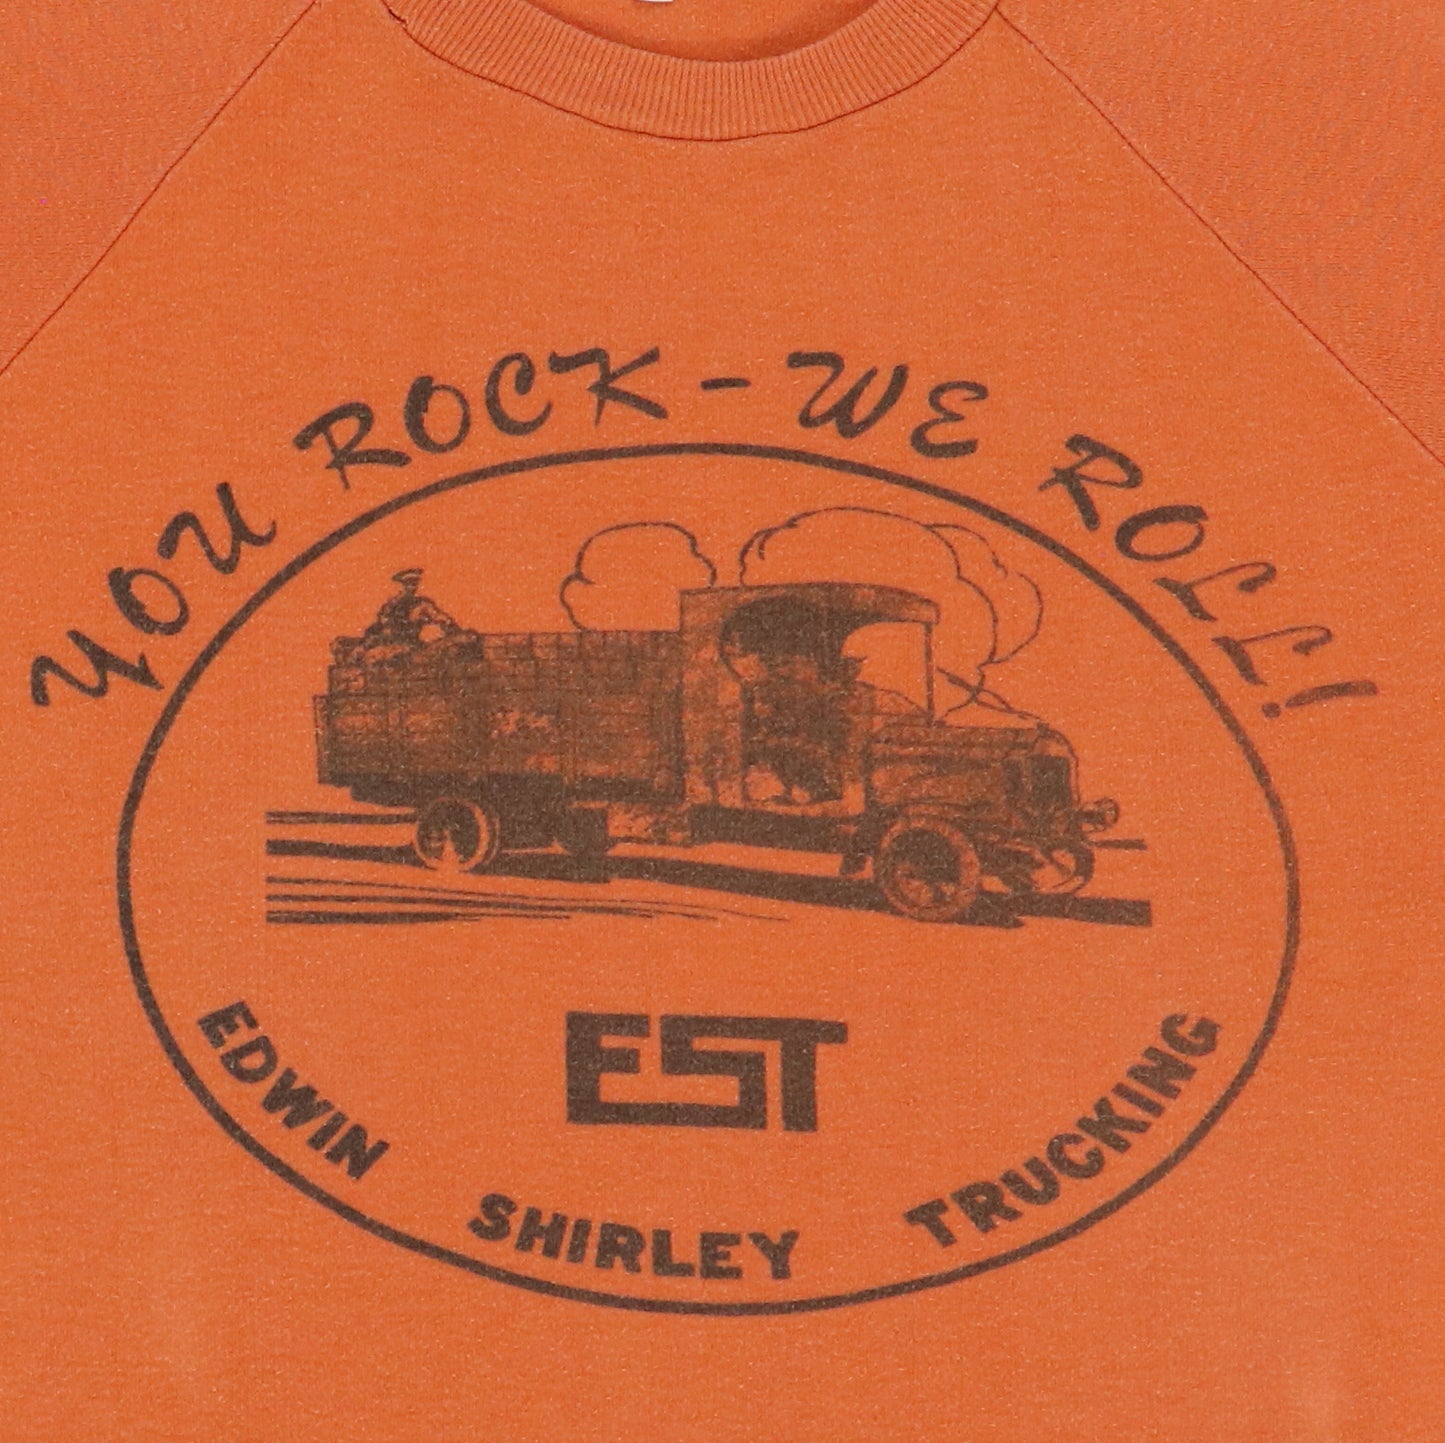 YOU ROCK - WE ROLL!
EST
EDWIN SHIRLEY TRUCKING